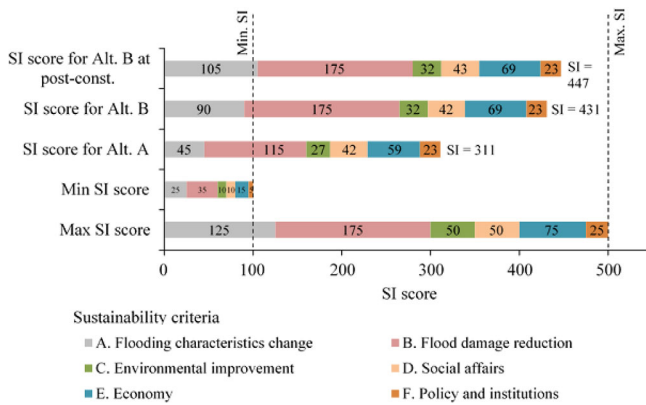 Min. SI
Max. SI
SI score for Alt. B at
post-const.
105 175 32 43 69 23
SI =
447
SI score for Alt. B
90 175 32 42 69 23 SI = 431
SI score for Alt. A
45 115 27 42 59 23 SI = 311
Min SI score
25 35 10 10 15 5
Max SI score
125 175 50 50 75 25
0 100 200 300 400 500
SI score
Sustainability criteria
A. Flooding characteristics change
B. Flood damage reduction
C. Environmental improvement
D. Social affairs
E. Economy
F. Policy and institutions